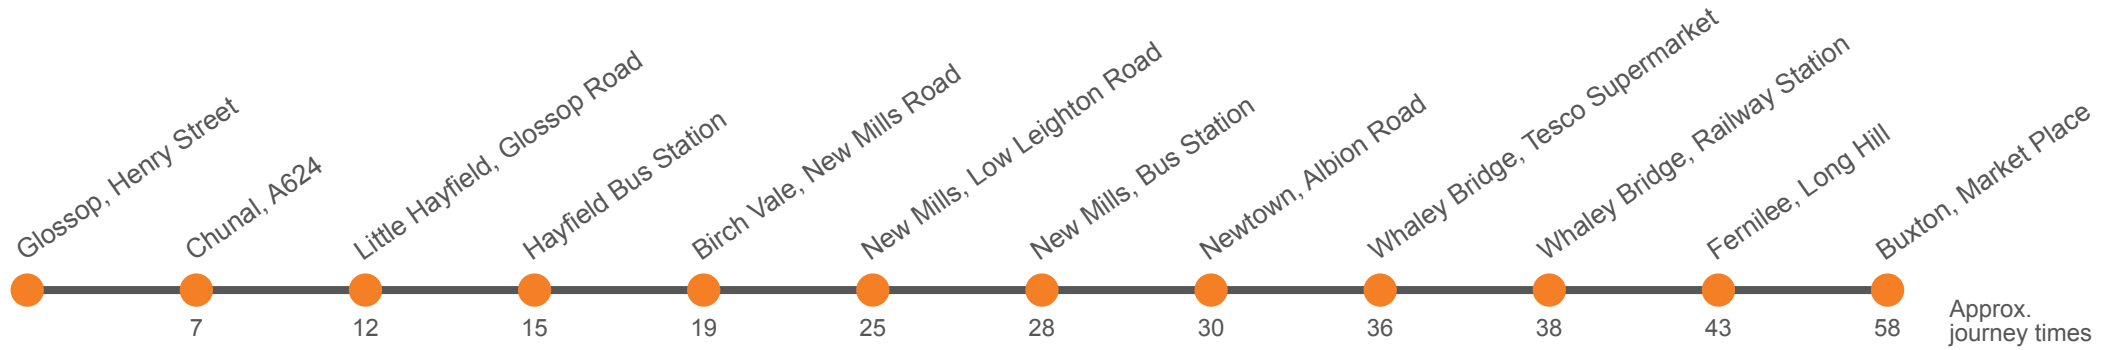 Glossop, Henry Street
Chunal, A624
Little Hayfield, Glossop Road
Hayfield Bus Station
Birch Vale, New Mills Road
New Mills, Low Leighton Road
New Mills, Bus Station
Newtown, Albion Road
Whaley Bridge, Tesco Supermarket
Whaley Bridge, Railway Station
Fernilee, Long Hill
Buxton, Market Place
7 12 15 19 25 28 30 36 38 43 58
Approx.
journey times